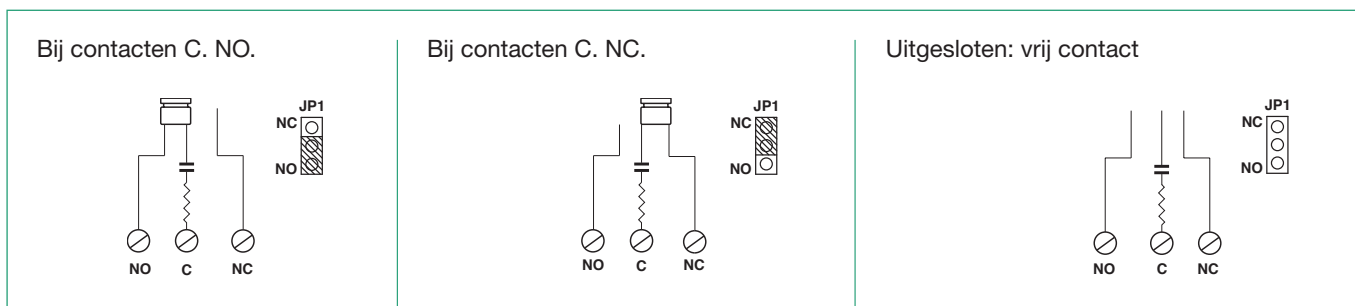 Bij contacten C. NO.
JP1
NC
NO
NO C NC
Bij contacten C. NC.
JP1
NC
NO
NO C NC
Uitgesloten: vrij contact
JP1
NC
NO
NO C NC